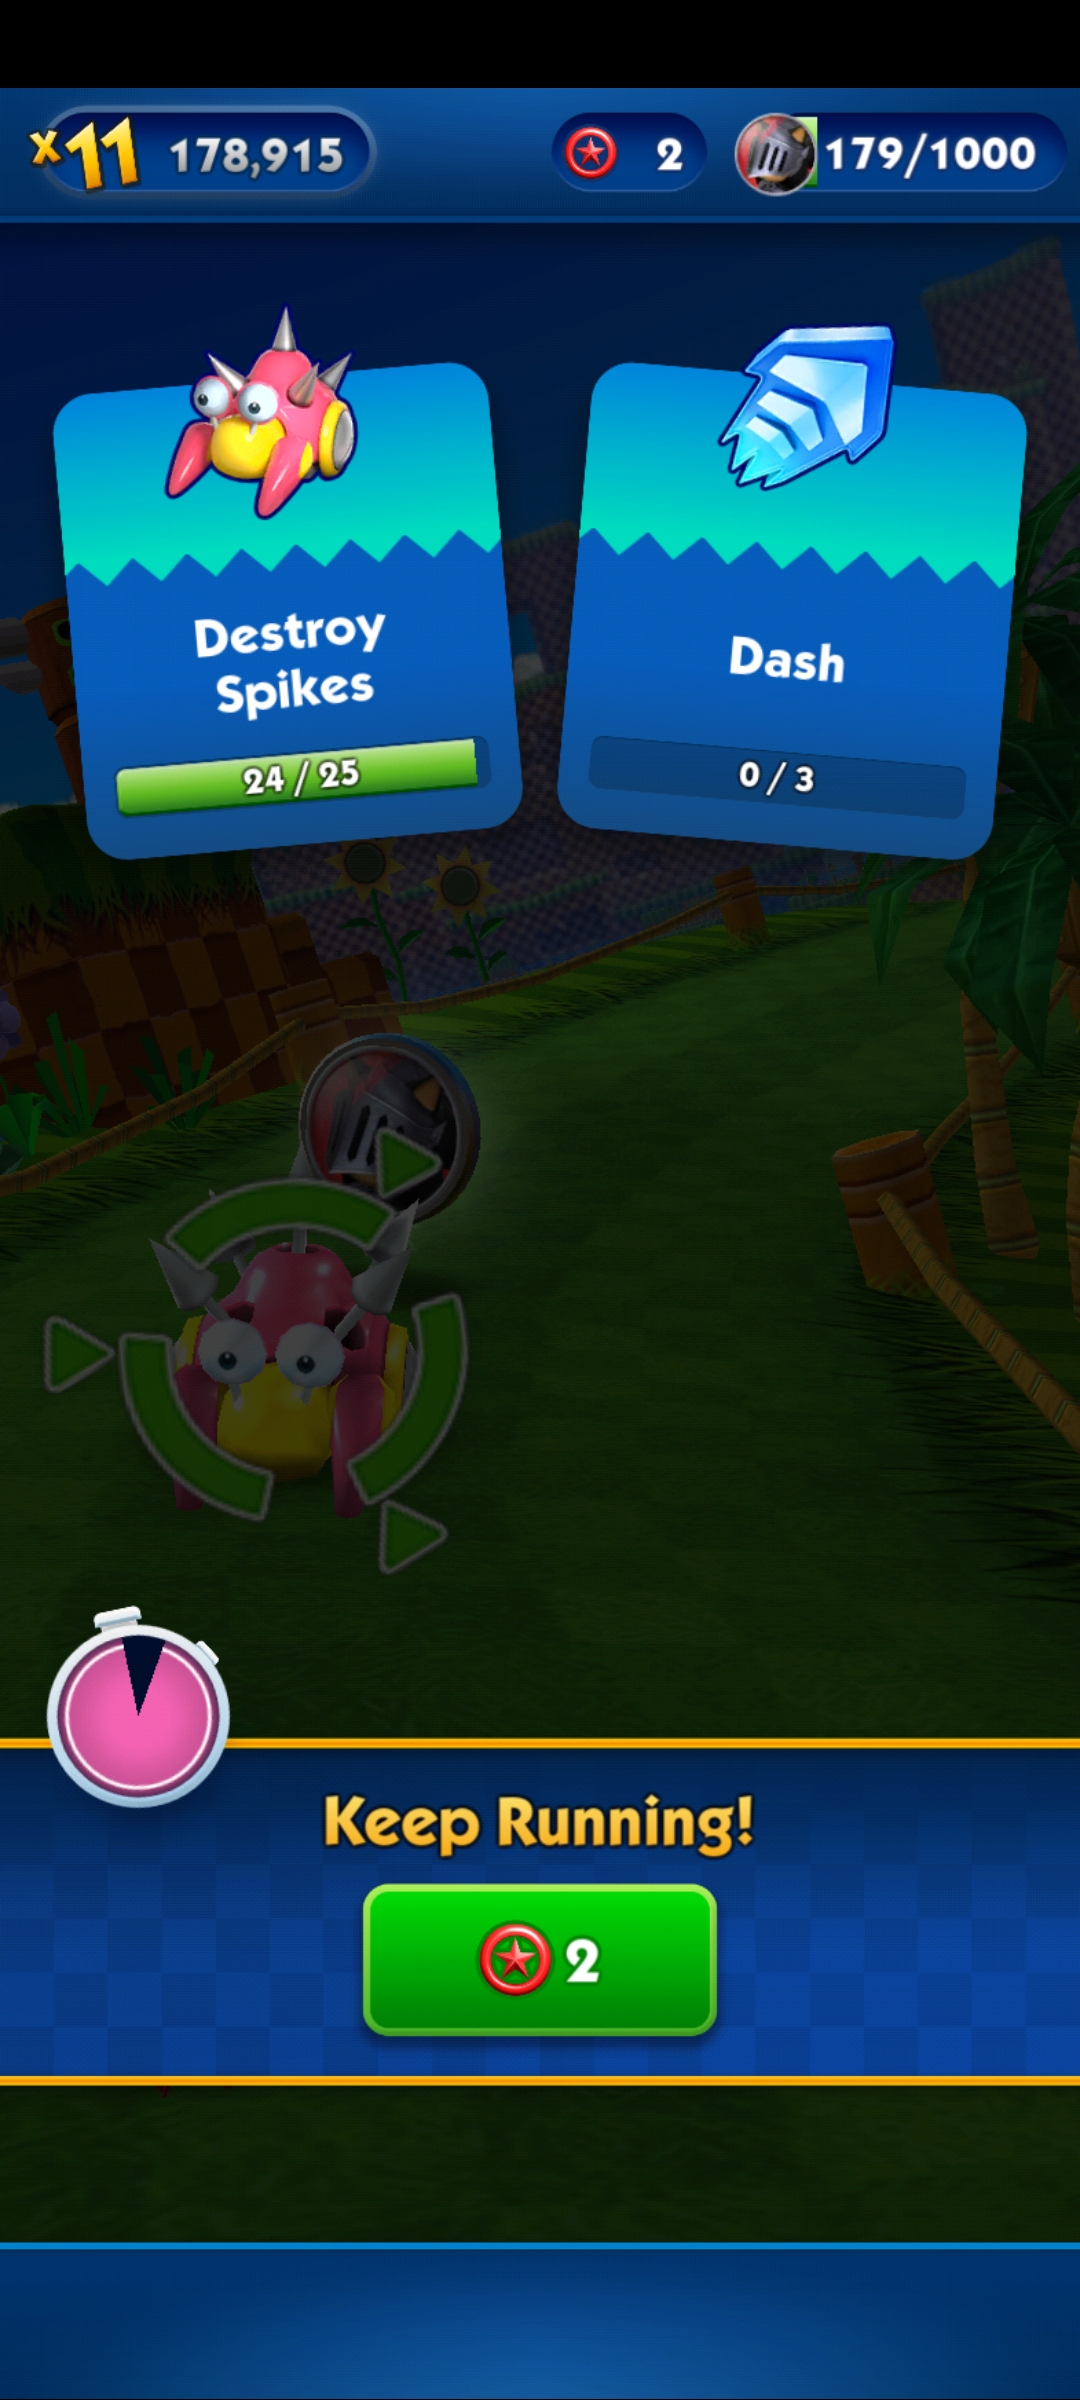 x11 178,915 2 179/1000
Destroy
Spikes
24 / 25
Dash
0 / 3
Keep Running!
2